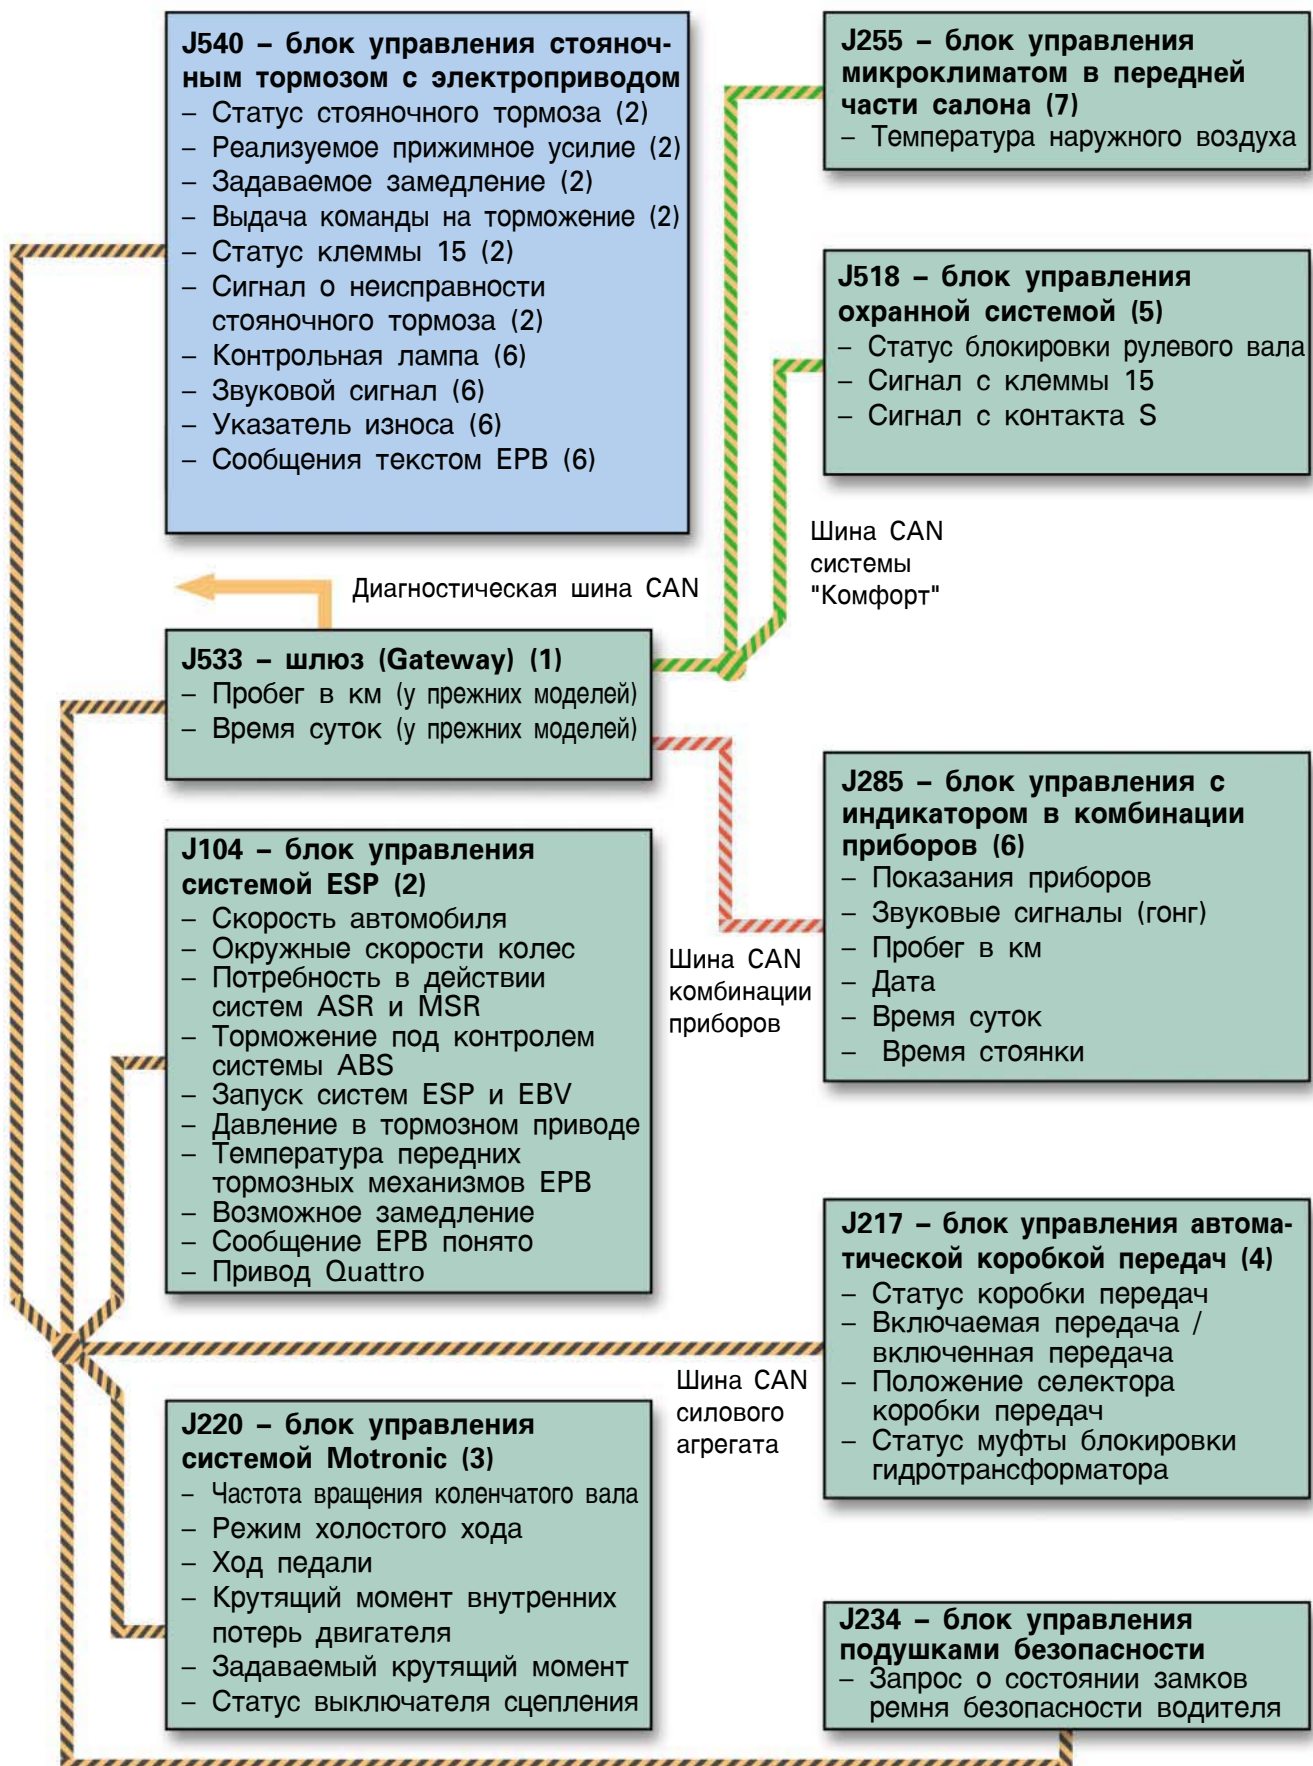 J540 – блок управления стояноч-
ным тормозом с электроприводом
– Статус стояночного тормоза (2)
– Реализуемое прижимное усилие (2)
– Задаваемое замедление (2)
– Выдача команды на торможение (2)
– Статус клеммы 15 (2)
– Сигнал о неисправности
стояночного тормоза (2)
– Контрольная лампа (6)
– Звуковой сигнал (6)
– Указатель износа (6)
– Сообщения текстом EPB (6)
J255 – блок управления
микроклиматом в передней
части салона (7)
– Температура наружного воздуха
J518 – блок управления
охранной системой (5)
– Статус блокировки рулевого вала
– Сигнал с клеммы 15
– Сигнал с контакта S
Шина CAN
системы
"Комфорт"
Диагностическая шина CAN
J533 – шлюз (Gateway) (1)
– Пробег в км (у прежних моделей)
– Время суток (у прежних моделей)
J285 – блок управления с
индикатором в комбинации
приборов (6)
– Показания приборов
– Звуковые сигналы (гонг)
– Пробег в км
– Дата
– Время суток
– Время стоянки
Шина CAN
комбинации
приборов
J104 – блок управления
системой ESP (2)
– Скорость автомобиля
– Окружные скорости колес
– Потребность в действии
систем ASR и MSR
– Торможение под контролем
системы ABS
– Запуск систем ESP и EBV
– Давление в тормозном приводе
– Температура передних
тормозных механизмов EPB
– Возможное замедление
– Сообщение EPB понято
– Привод Quattro
J217 – блок управления автома-
тической коробкой передач (4)
– Статус коробки передач
– Включаемая передача /
включенная передача
– Положение селектора
коробки передач
– Статус муфты блокировки
гидротрансформатора
Шина CAN
силового
агрегата
J220 – блок управления
системой Motronic (3)
– Частота вращения коленчатого вала
– Режим холостого хода
– Ход педали
– Крутящий момент внутренних
потерь двигателя
– Задаваемый крутящий момент
– Статус выключателя сцепления
J234 – блок управления
подушками безопасности
– Запрос о состоянии замков
ремня безопасности водителя